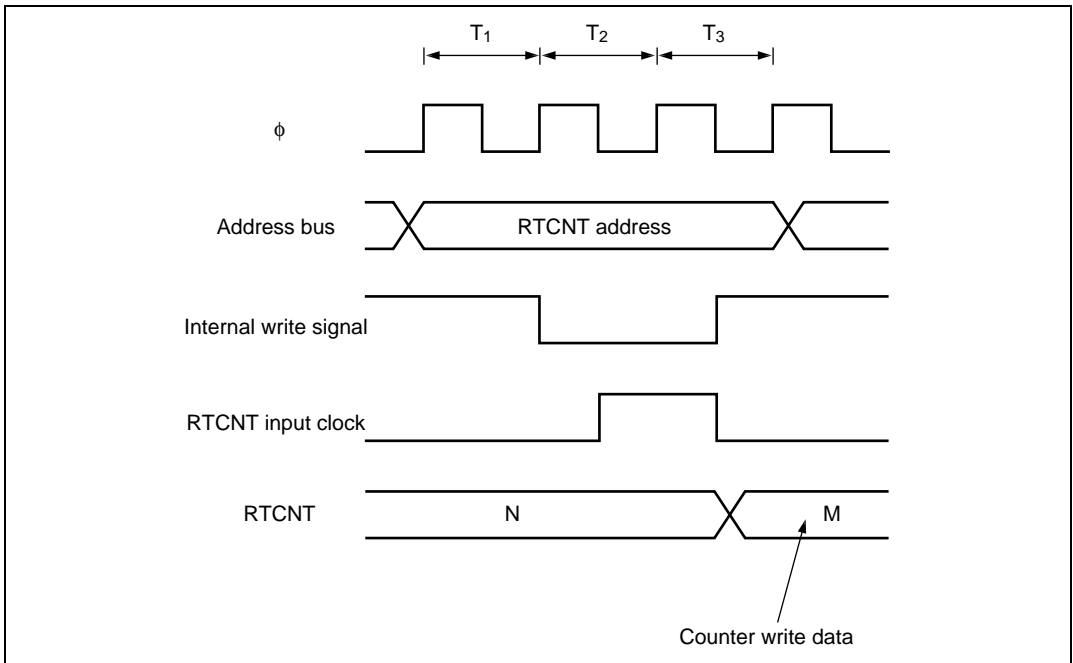 T1 T2 T3
φ
Address bus RTCNT address
Internal write signal
RTCNT input clock
RTCNT N M
Counter write data